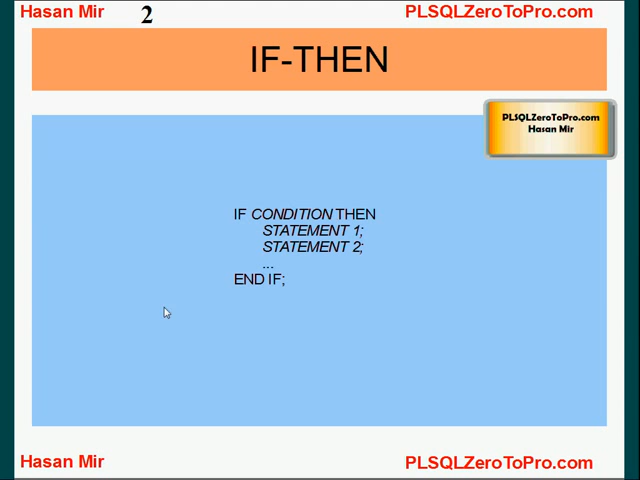 Hasan Mir 2 PLSQLZeroToPro.com
IF-THEN
PLSQLZeroToPro.com
Hasan Mir
IF CONDITION THEN
STATEMENT 1;
STATEMENT 2;
...
END IF;
Hasan Mir PLSQLZeroToPro.com